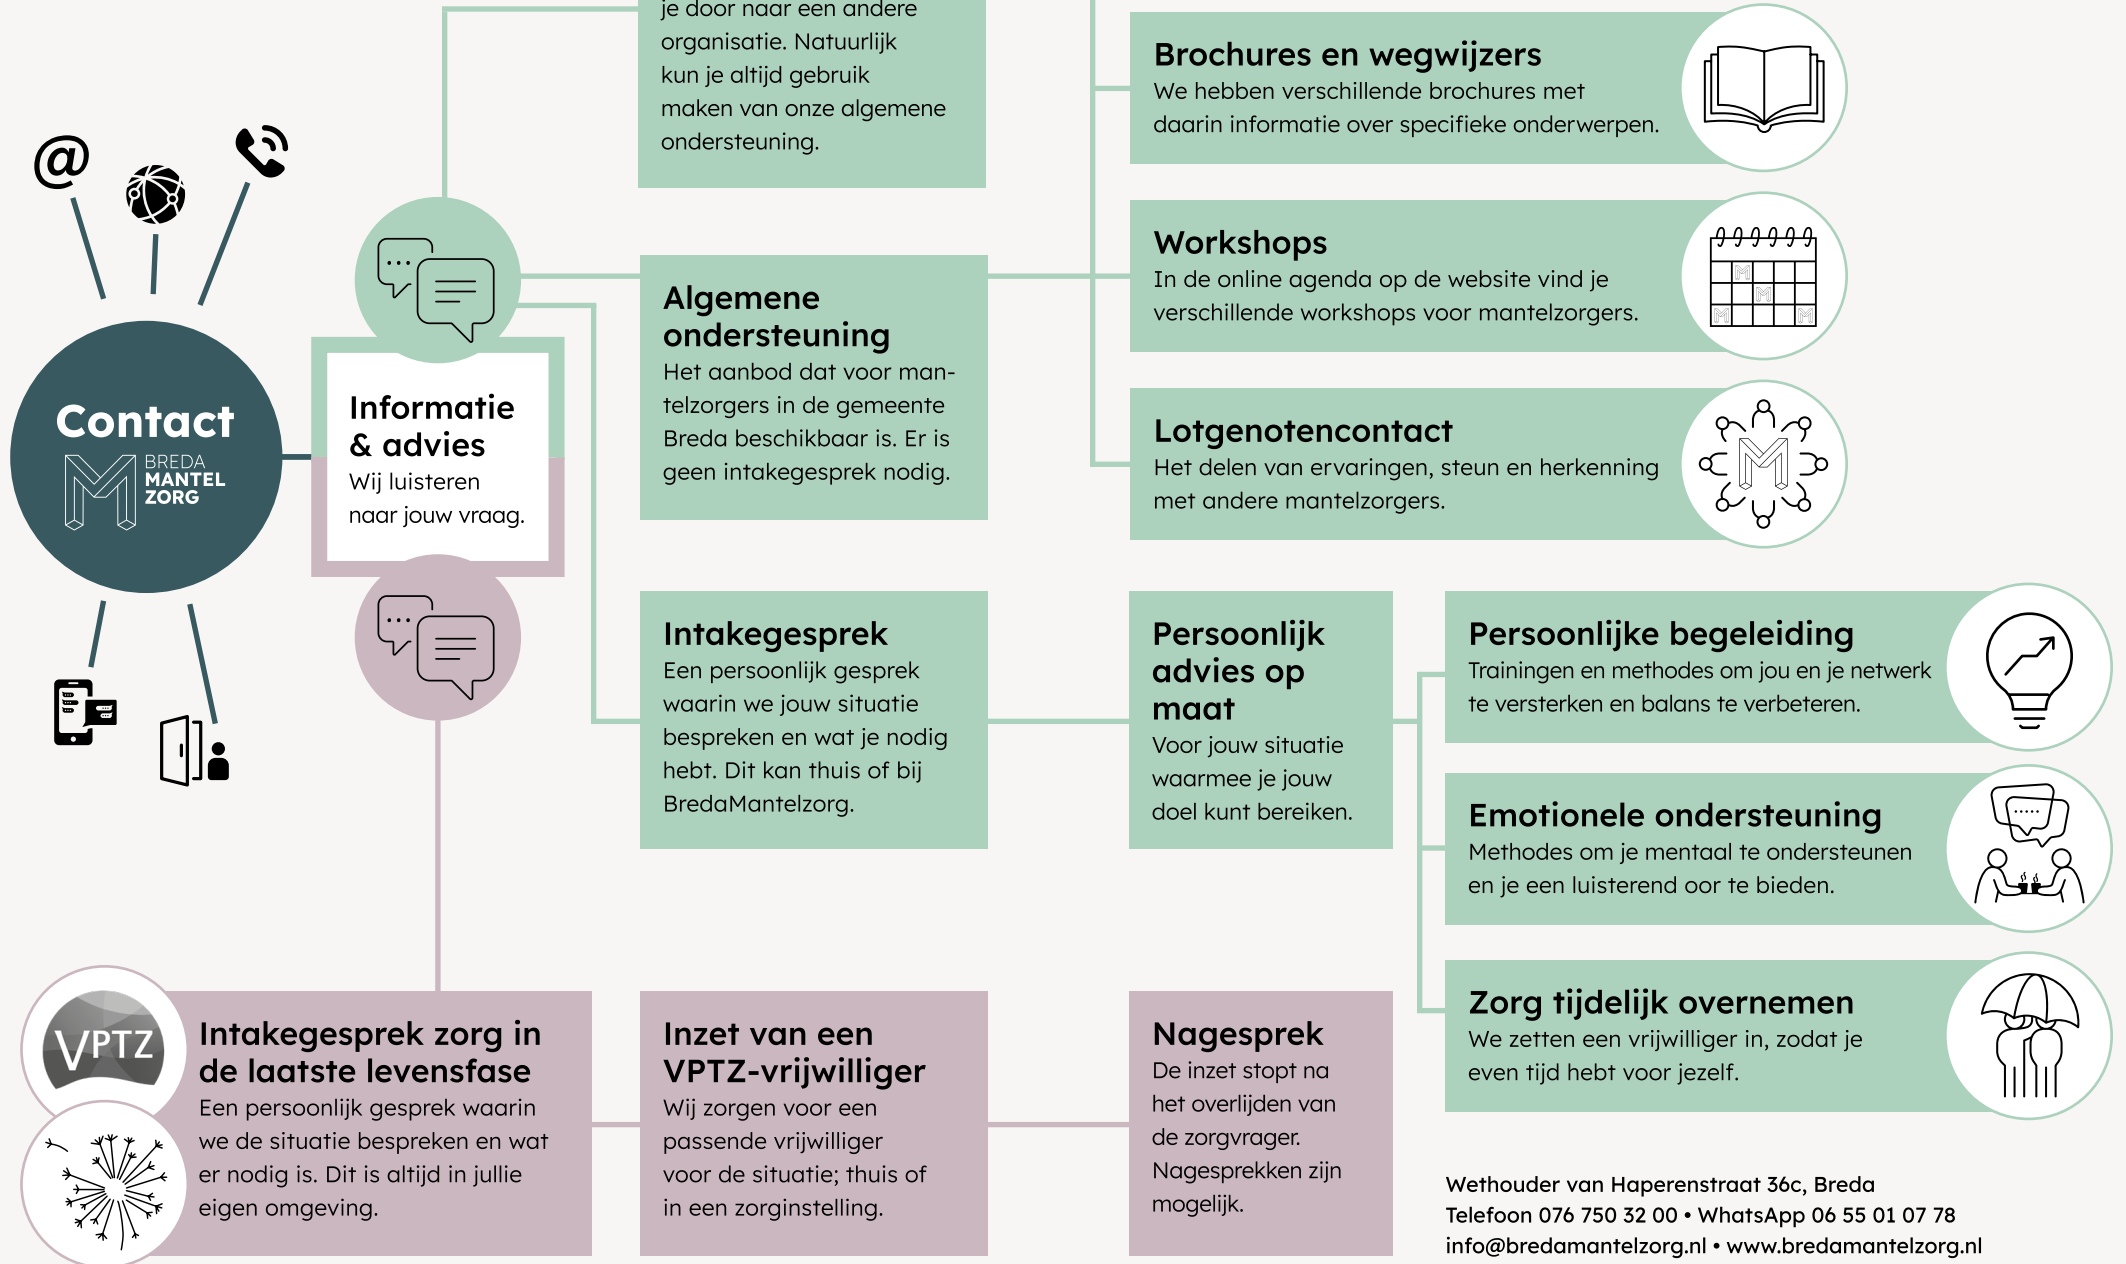 je door naar een andere
organisatie. Natuurlijk
kun je altijd gebruik
maken van onze algemene
ondersteuning.
Brochures en wegwijzers
We hebben verschillende brochures met
daarin informatie over specifieke onderwerpen.
@
Workshops
In de online agenda op de website vind je
verschillende workshops voor mantelzorgers.
Algemene
ondersteuning
Het aanbod dat voor man-
telzorgers in de gemeente
Breda beschikbaar is. Er is
geen intakegesprek nodig.
Lotgenotencontact
Het delen van ervaringen, steun en herkenning
met andere mantelzorgers.
Contact
BREDA
MANTEL
ZORG
Informatie
& advies
Wij luisteren
naar jouw vraag.
Intakegesprek
Een persoonlijk gesprek
waarin we jouw situatie
bespreken en wat je nodig
hebt. Dit kan thuis of bij
BredaMantelzorg.
Persoonlijk
advies op
maat
Voor jouw situatie
waarmee je jouw
doel kunt bereiken.
Persoonlijke begeleiding
Trainingen en methodes om jou en je netwerk
te versterken en balans te verbeteren.
Emotionele ondersteuning
Methodes om je mentaal te ondersteunen
en je een luisterend oor te bieden.
Zorg tijdelijk overnemen
We zetten een vrijwilliger in, zodat je
even tijd hebt voor jezelf.
VPTZ
Intakegesprek zorg in
de laatste levensfase
Een persoonlijk gesprek waarin
we de situatie bespreken en wat
er nodig is. Dit is altijd in jullie
eigen omgeving.
Inzet van een
VPTZ-vrijwilliger
Wij zorgen voor een
passende vrijwilliger
voor de situatie; thuis of
in een zorginstelling.
Nagesprek
De inzet stopt na
het overlijden van
de zorgvrager.
Nagesprekken zijn
mogelijk.
Wethouder van Haperenstraat 36c, Breda
Telefoon 076 750 32 00 • WhatsApp 06 55 01 07 78
info@bredamantelzorg.nl • www.bredamantelzorg.nl